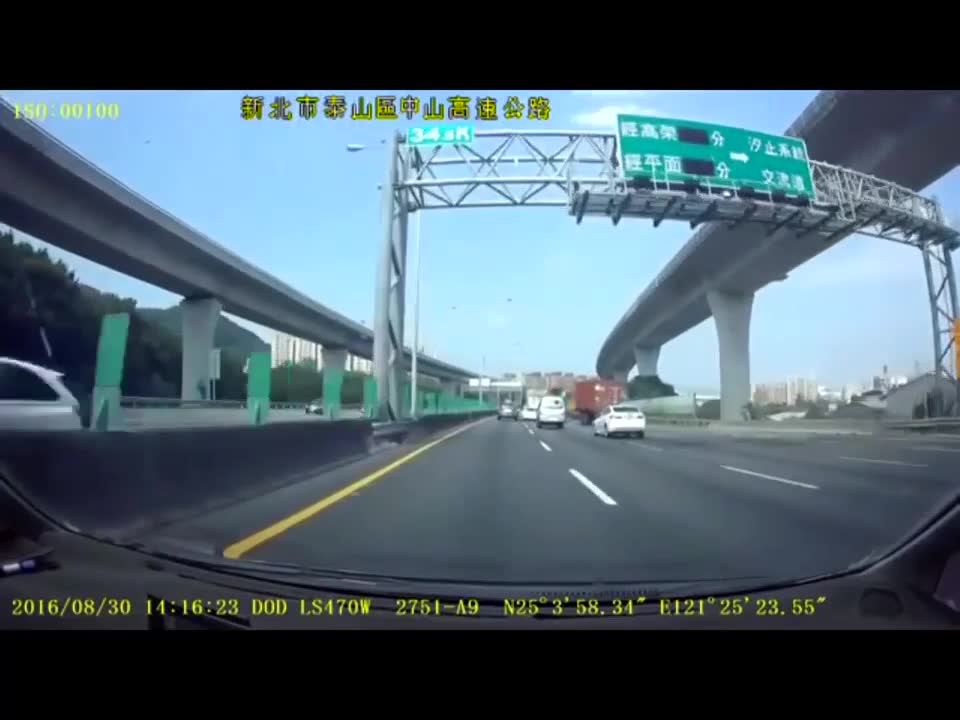 ISO:00100
新北市泰山區中山高速公路
34.8K
經高架 分 → 汐止系統
經平面 分 交流道
2016/08/30 14:16:23 DOD LS470W 2751-A9 N25°3'58.34" E121°25'23.55"